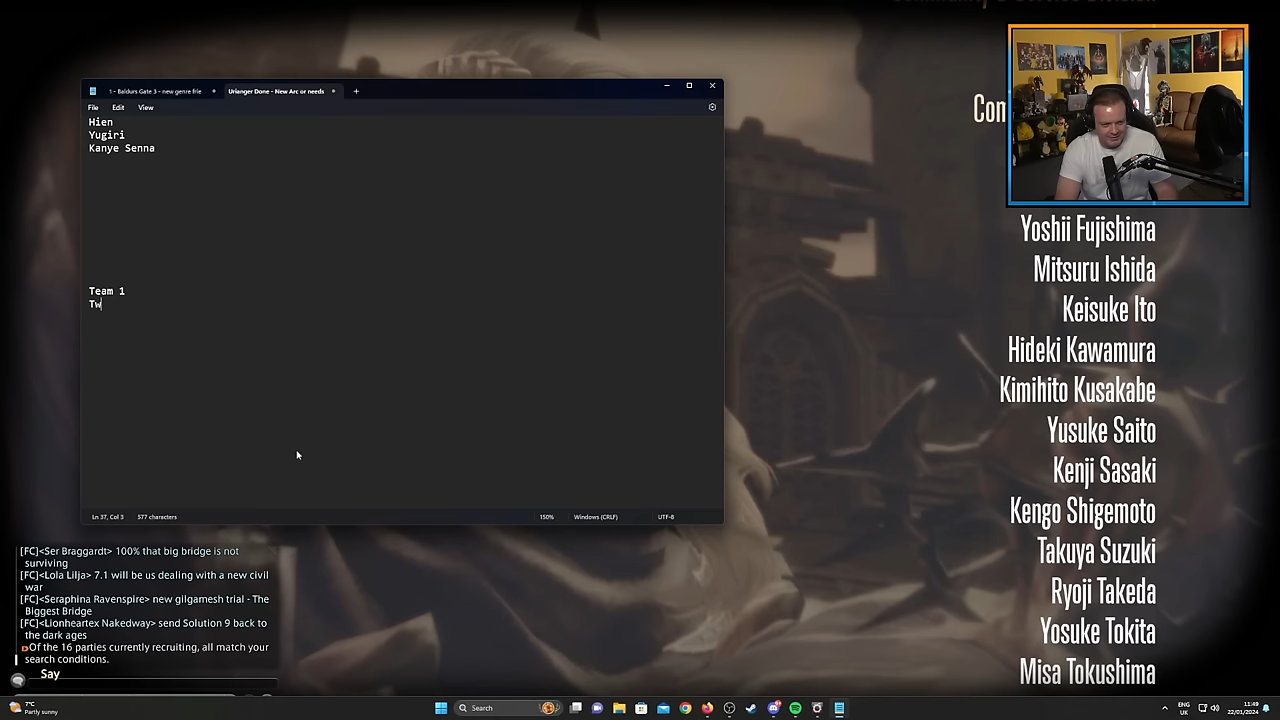 1 - Baldurs Gate 3 - new genre frie
Urianger Done - New Arc or needs
File Edit View
Hien
Yugiri
Kanye Senna
Team 1
Tw
Ln 37, Col 3 577 characters 150% Windows (CRLF) UTF-8
Com
Yoshii Fujishima
Mitsuru Ishida
Keisuke Ito
Hideki Kawamura
Kimihito Kusakabe
Yusuke Saito
Kenji Sasaki
Kengo Shigemoto
Takuya Suzuki
Ryoji Takeda
Yosuke Tokita
Misa Tokushima
[FC]<Ser Braggardt> 100% that big bridge is not
surviving
[FC]<Lola Lilja> 7.1 will be us dealing with a new civil
war
[FC]<Seraphina Ravenspire> new gilgamesh trial - The
Biggest Bridge
[FC]<Lionheartex Nakedway> send Solution 9 back to
the dark ages
Of the 16 parties currently recruiting, all match your
search conditions.
Say
7°C
Partly sunny
Search
ENG
UK
11:49
22/01/2024